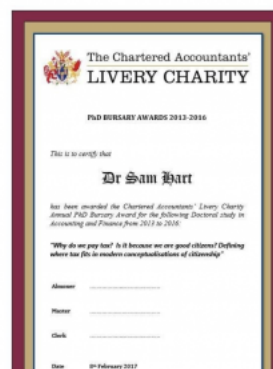 The Chartered Accountants'
LIVERY CHARITY
PhD BURSARY AWARDS 2013-2016
This is to certify that
Dr Sam Hart
has been awarded the Chartered Accountants' Livery Charity
Annual PhD Bursary Award for the following Doctoral study in
Accounting and Finance from 2013 to 2016:
"Why do we pay tax? Is it because we are good citizens? Defining
where tax fits in modern conceptualisations of citizenship"
Almoner
Master
Clerk
Date February 2017